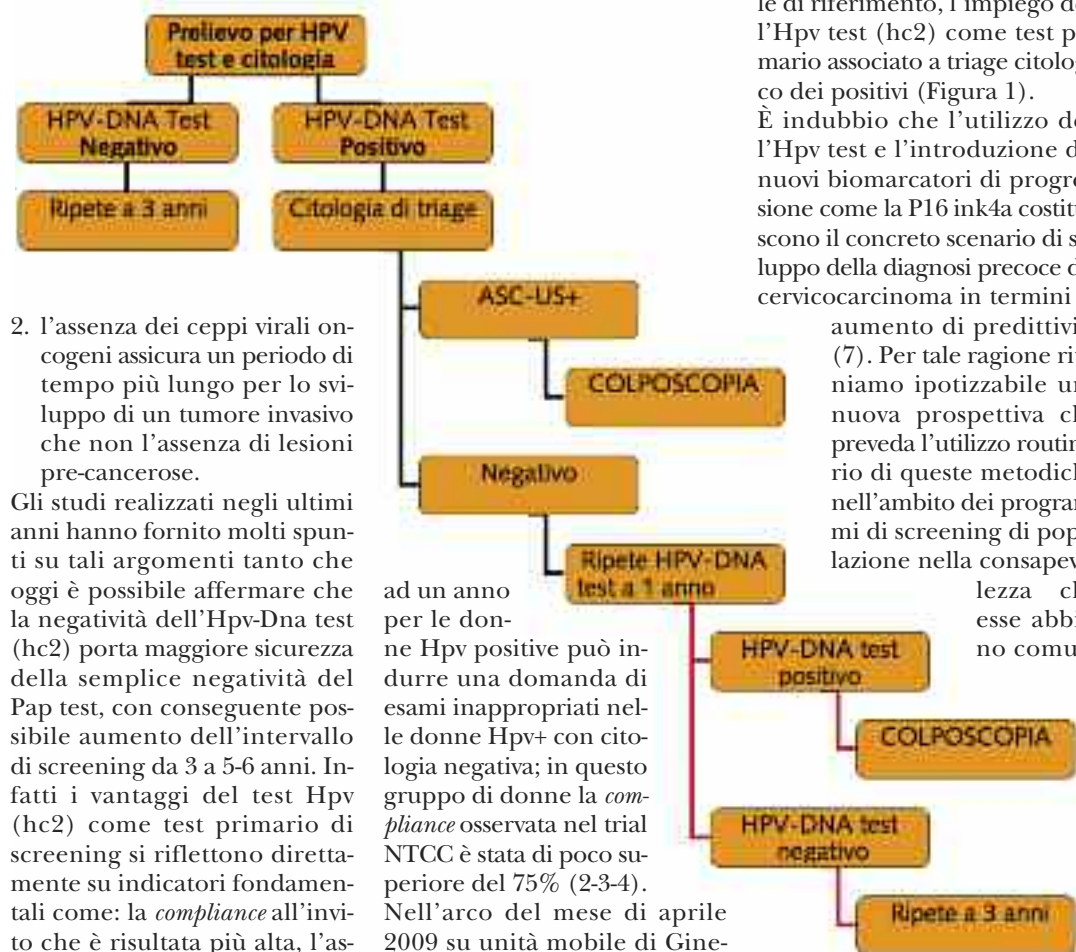 Prelievo per HPV
test e citologia
HPV-DNA Test
Negativo
HPV-DNA Test
Positivo
Ripete a 3 anni
Citologia di triage
ASC-US+
COLPOSCOPIA
Negativo
Ripete HPV-DNA
test a 1 anno
HPV-DNA test
positivo
COLPOSCOPIA
HPV-DNA test
negativo
Ripete a 3 anni
2. l'assenza dei ceppi virali on-
cogeni assicura un periodo di
tempo più lungo per lo svi-
luppo di un tumore invasivo
che non l'assenza di lesioni
pre-cancerose.
Gli studi realizzati negli ultimi
anni hanno fornito molti spun-
ti su tali argomenti tanto che
oggi è possibile affermare che
la negatività dell'Hpv-Dna test
(hc2) porta maggiore sicurezza
della semplice negatività del
Pap test, con conseguente pos-
sibile aumento dell'intervallo
di screening da 3 a 5-6 anni. In-
fatti i vantaggi del test Hpv
(hc2) come test primario di
screening si riflettono diretta-
mente su indicatori fondamen-
tali come: la compliance all'invi-
to che è risultata più alta, l'as-
ad un anno
per le don-
ne Hpv positive può in-
durre una domanda di
esami inappropriati nel-
le donne Hpv+ con cito-
logia negativa; in questo
gruppo di donne la com-
pliance osservata nel trial
NTCC è stata di poco su-
periore del 75% (2-3-4).
Nell'arco del mese di aprile
2009 su unità mobile di Gine-
le di riferimento, l'impiego de
l'Hpv test (hc2) come test p
mario associato a triage citolog
co dei positivi (Figura 1).
È indubbio che l'utilizzo de
l'Hpv test e l'introduzione d
nuovi biomarcatori di progre
sione come la P16 ink4a costit
scono il concreto scenario di s
luppo della diagnosi precoce d
cervicocarcinoma in termini
aumento di predittivi
(7). Per tale ragione ri
niamo ipotizzabile u
nuova prospettiva c
preveda l'utilizzo routin
rio di queste metodic
nell'ambito dei progra
mi di screening di pop
lazione nella consapev
lezza c
esse abbi
no comu